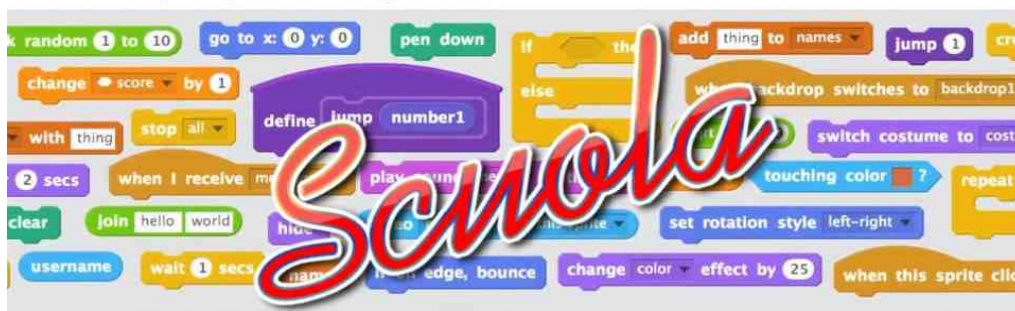 random 1 to 10 go to x: 0 y: 0 pen down if add thing to names jump 1
change score by 1 else backdrop switches to backdrop1
with thing stop all define jump number1 switch costume to
2 secs when I receive play touching color ? repeat
Scuola
clear join hello world hide set rotation style left-right
username wait 1 secs edge, bounce change color effect by 25 when this sprite